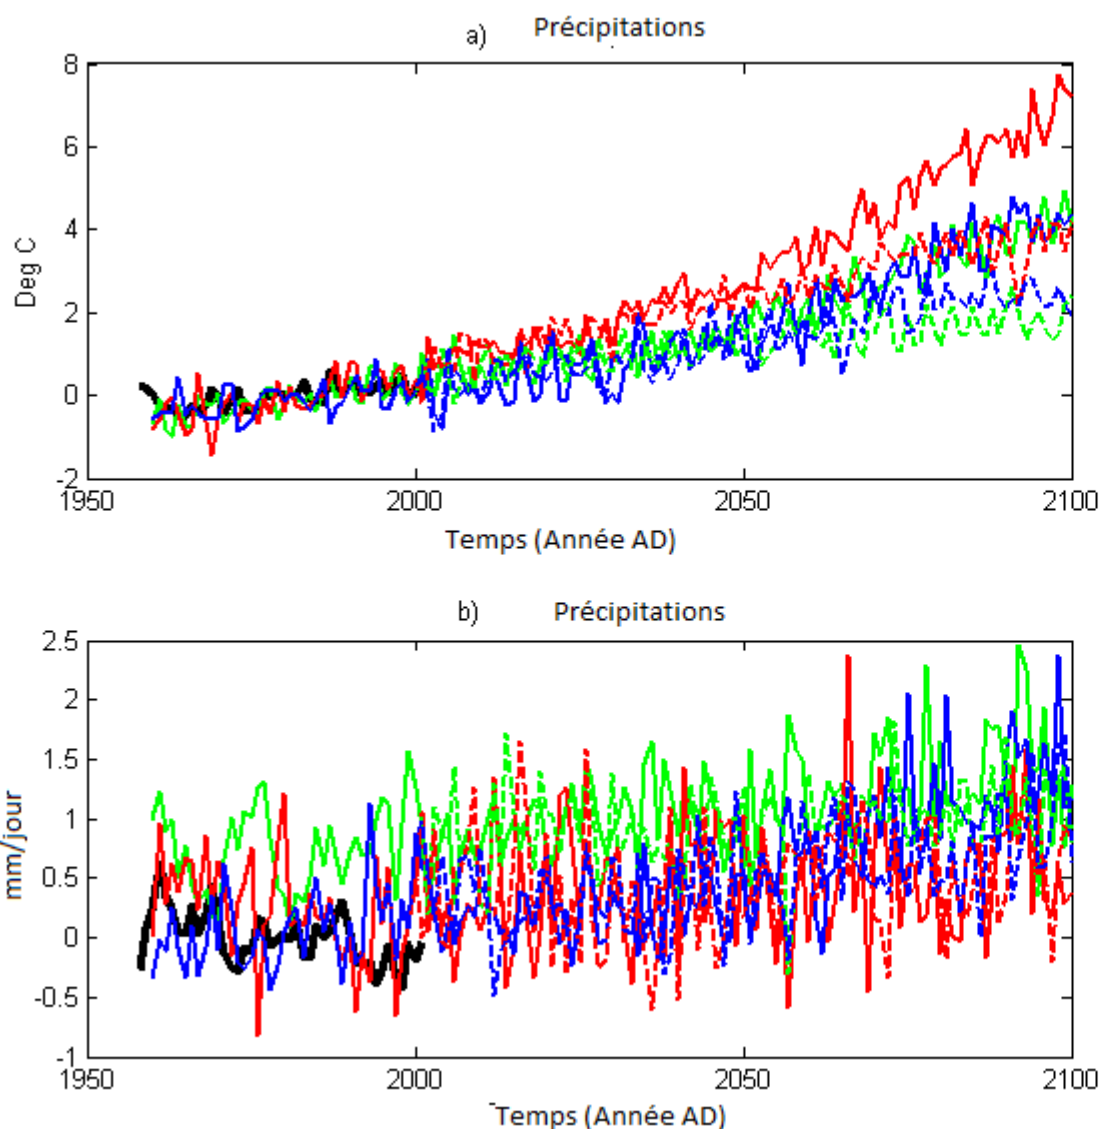 a) Précipitations
8
6
4
2
0
-2
Deg C
1950 2000 2050 2100
Temps (Année AD)
b) Précipitations
2.5
2
1.5
1
0.5
0
-0.5
-1
mm/jour
1950 2000 2050 2100
Temps (Année AD)